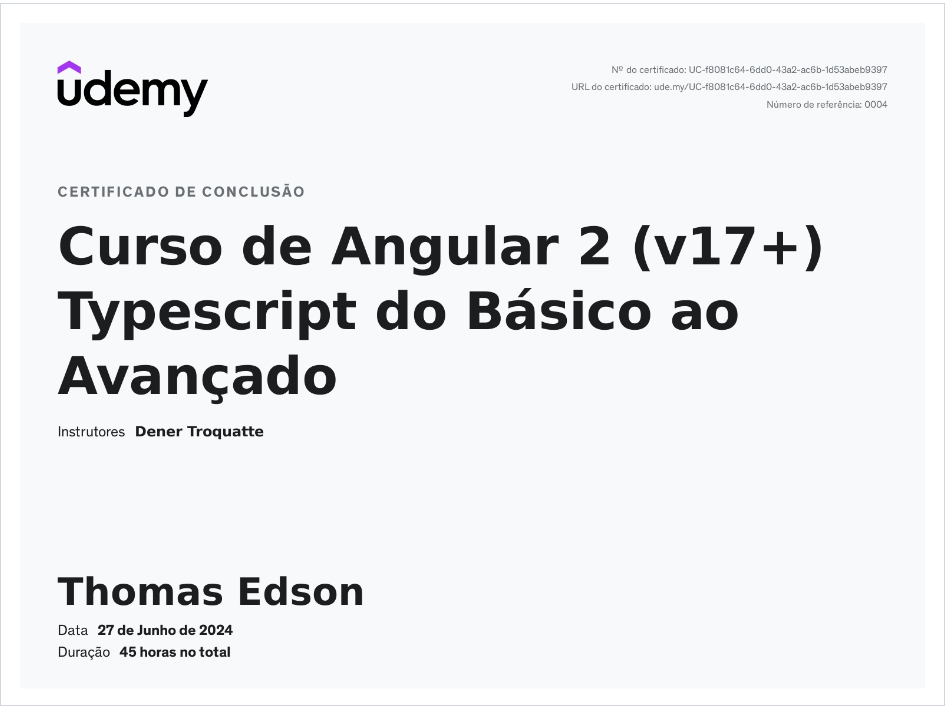 udemy
Nº do certificado: UC-f8081c64-6dd0-43a2-ac6b-1d53abeb9397
URL do certificado: ude.my/UC-f8081c64-6dd0-43a2-ac6b-1d53abeb9397
Número de referência: 0004
CERTIFICADO DE CONCLUSÃO
Curso de Angular 2 (v17+)
Typescript do Básico ao
Avançado
Instrutores Dener Troquatte
Thomas Edson
Data 27 de Junho de 2024
Duração 45 horas no total